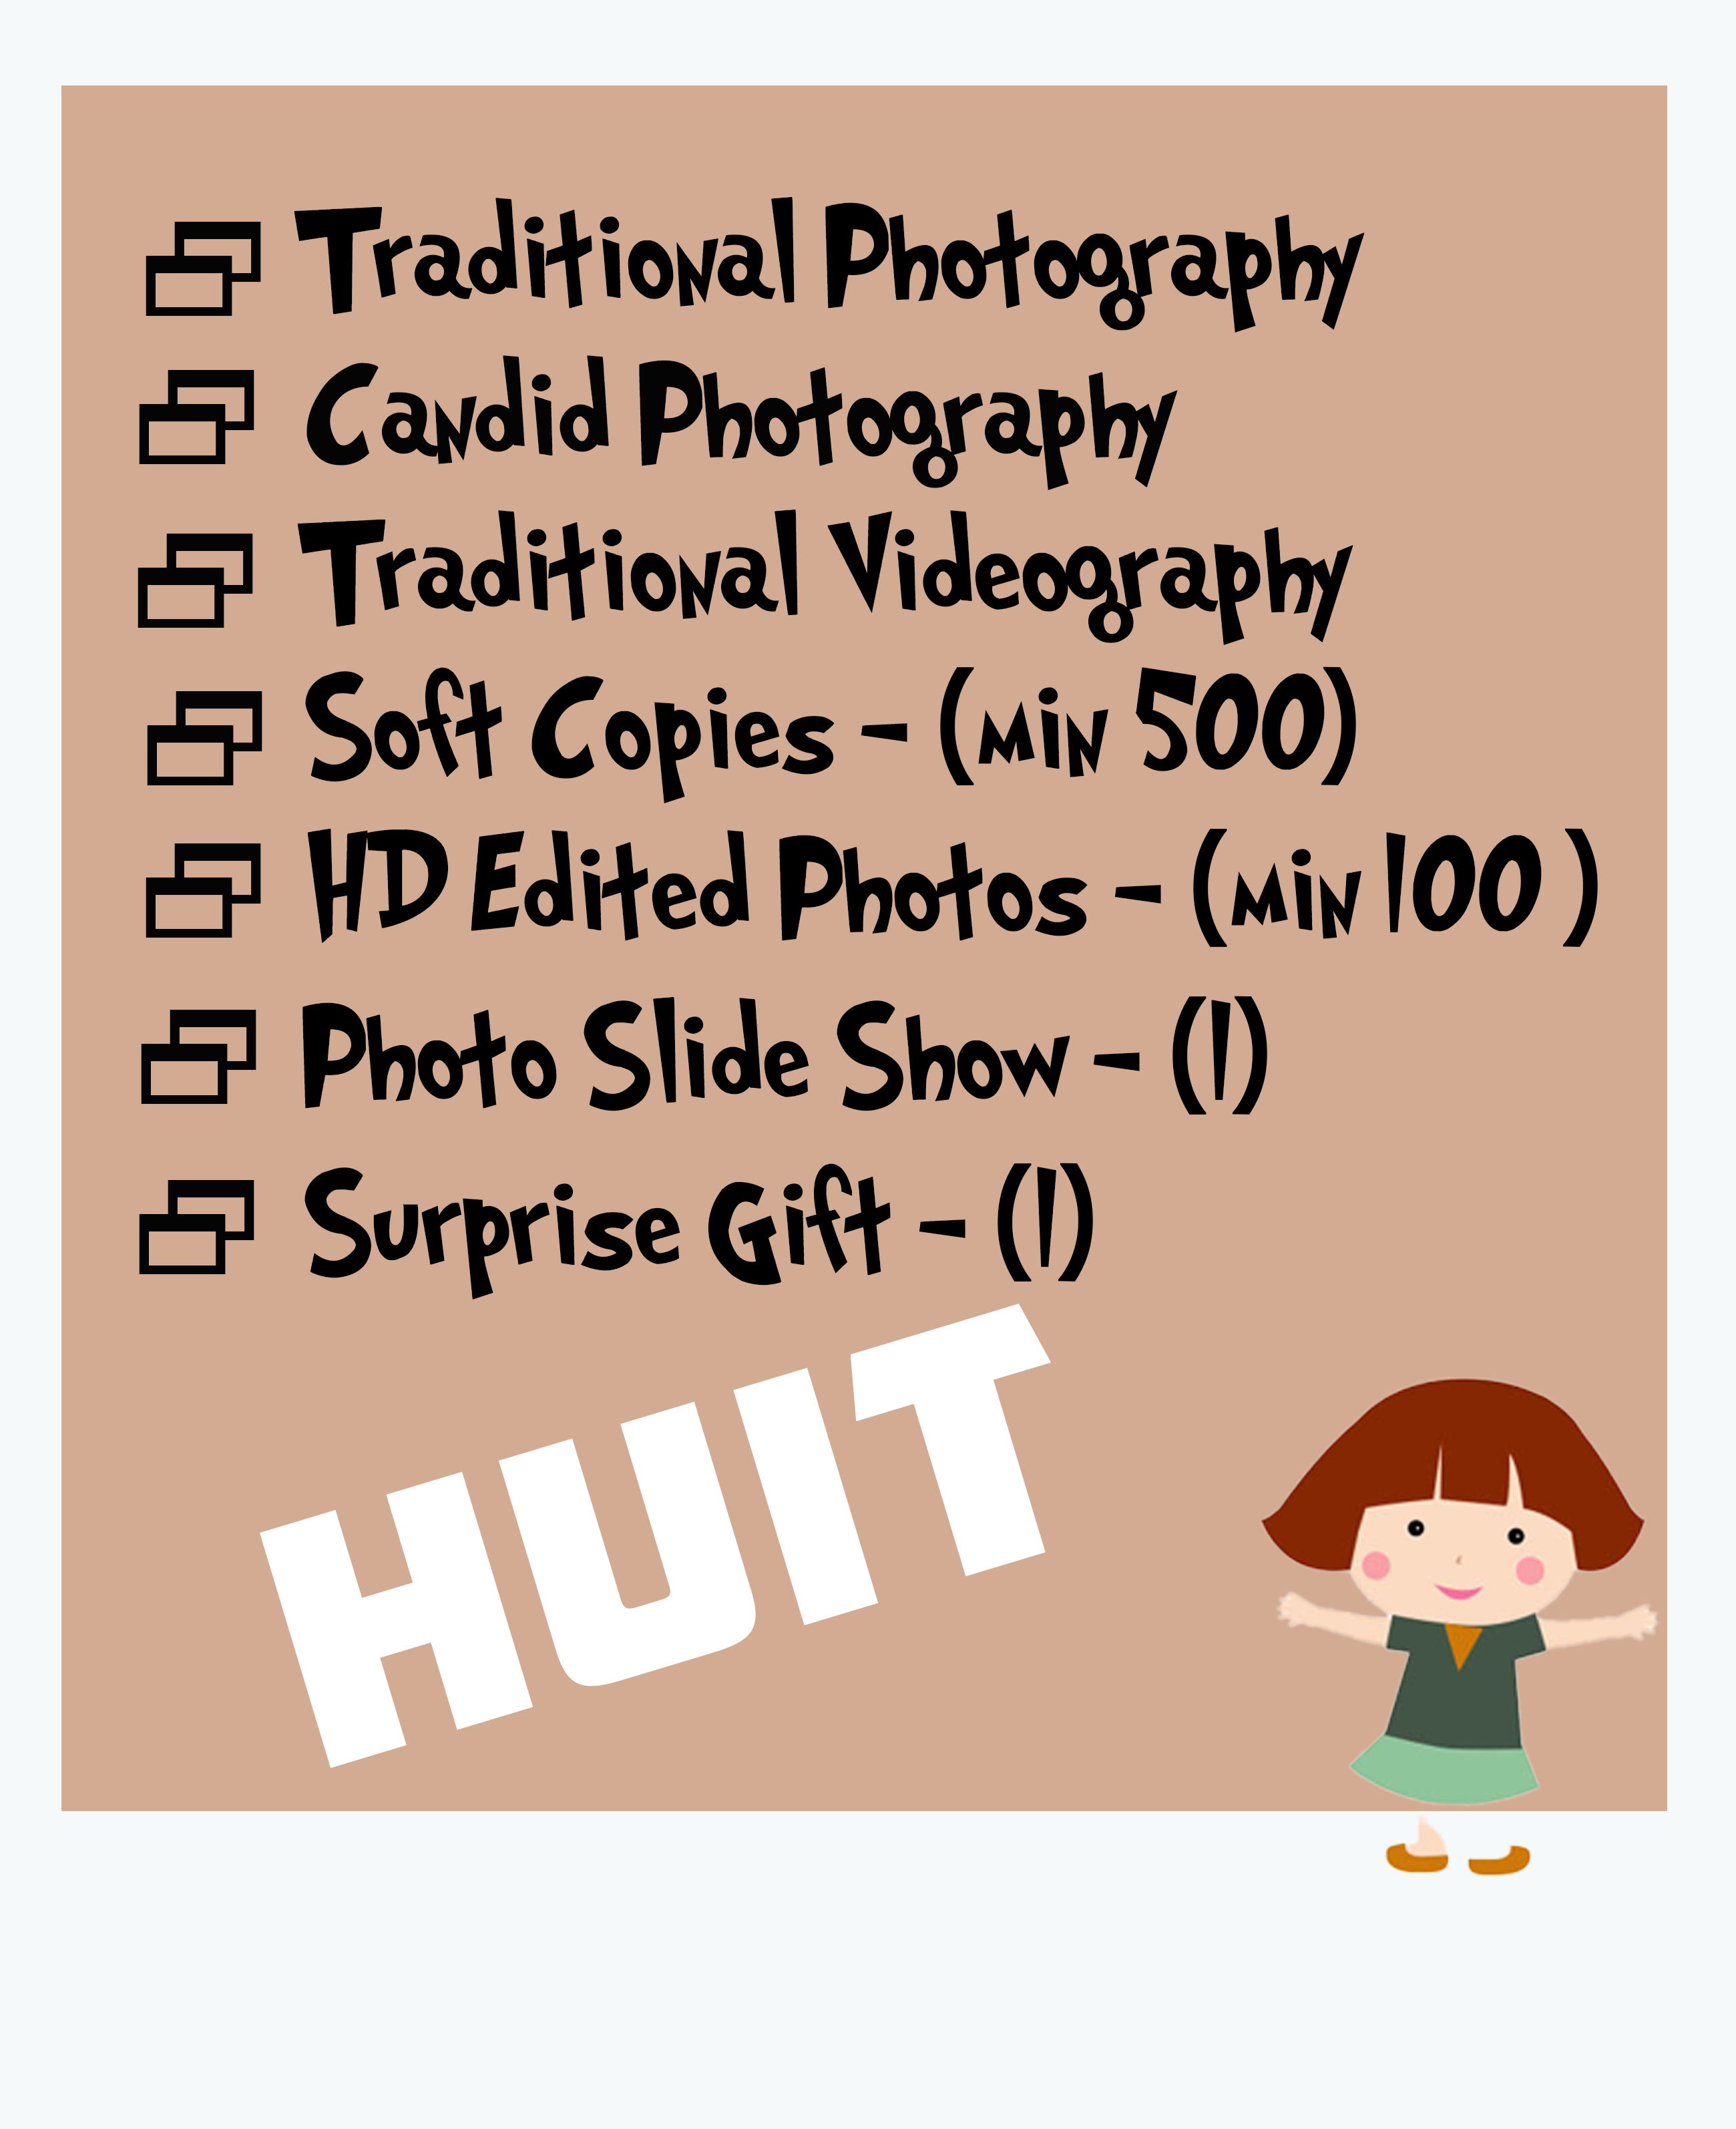 Traditional Photography
Candid Photography
Traditional Videography
Soft Copies - (min 500)
HD Edited Photos - (min 100 )
Photo Slide Show - (1)
Surprise Gift - (1)
HUIT